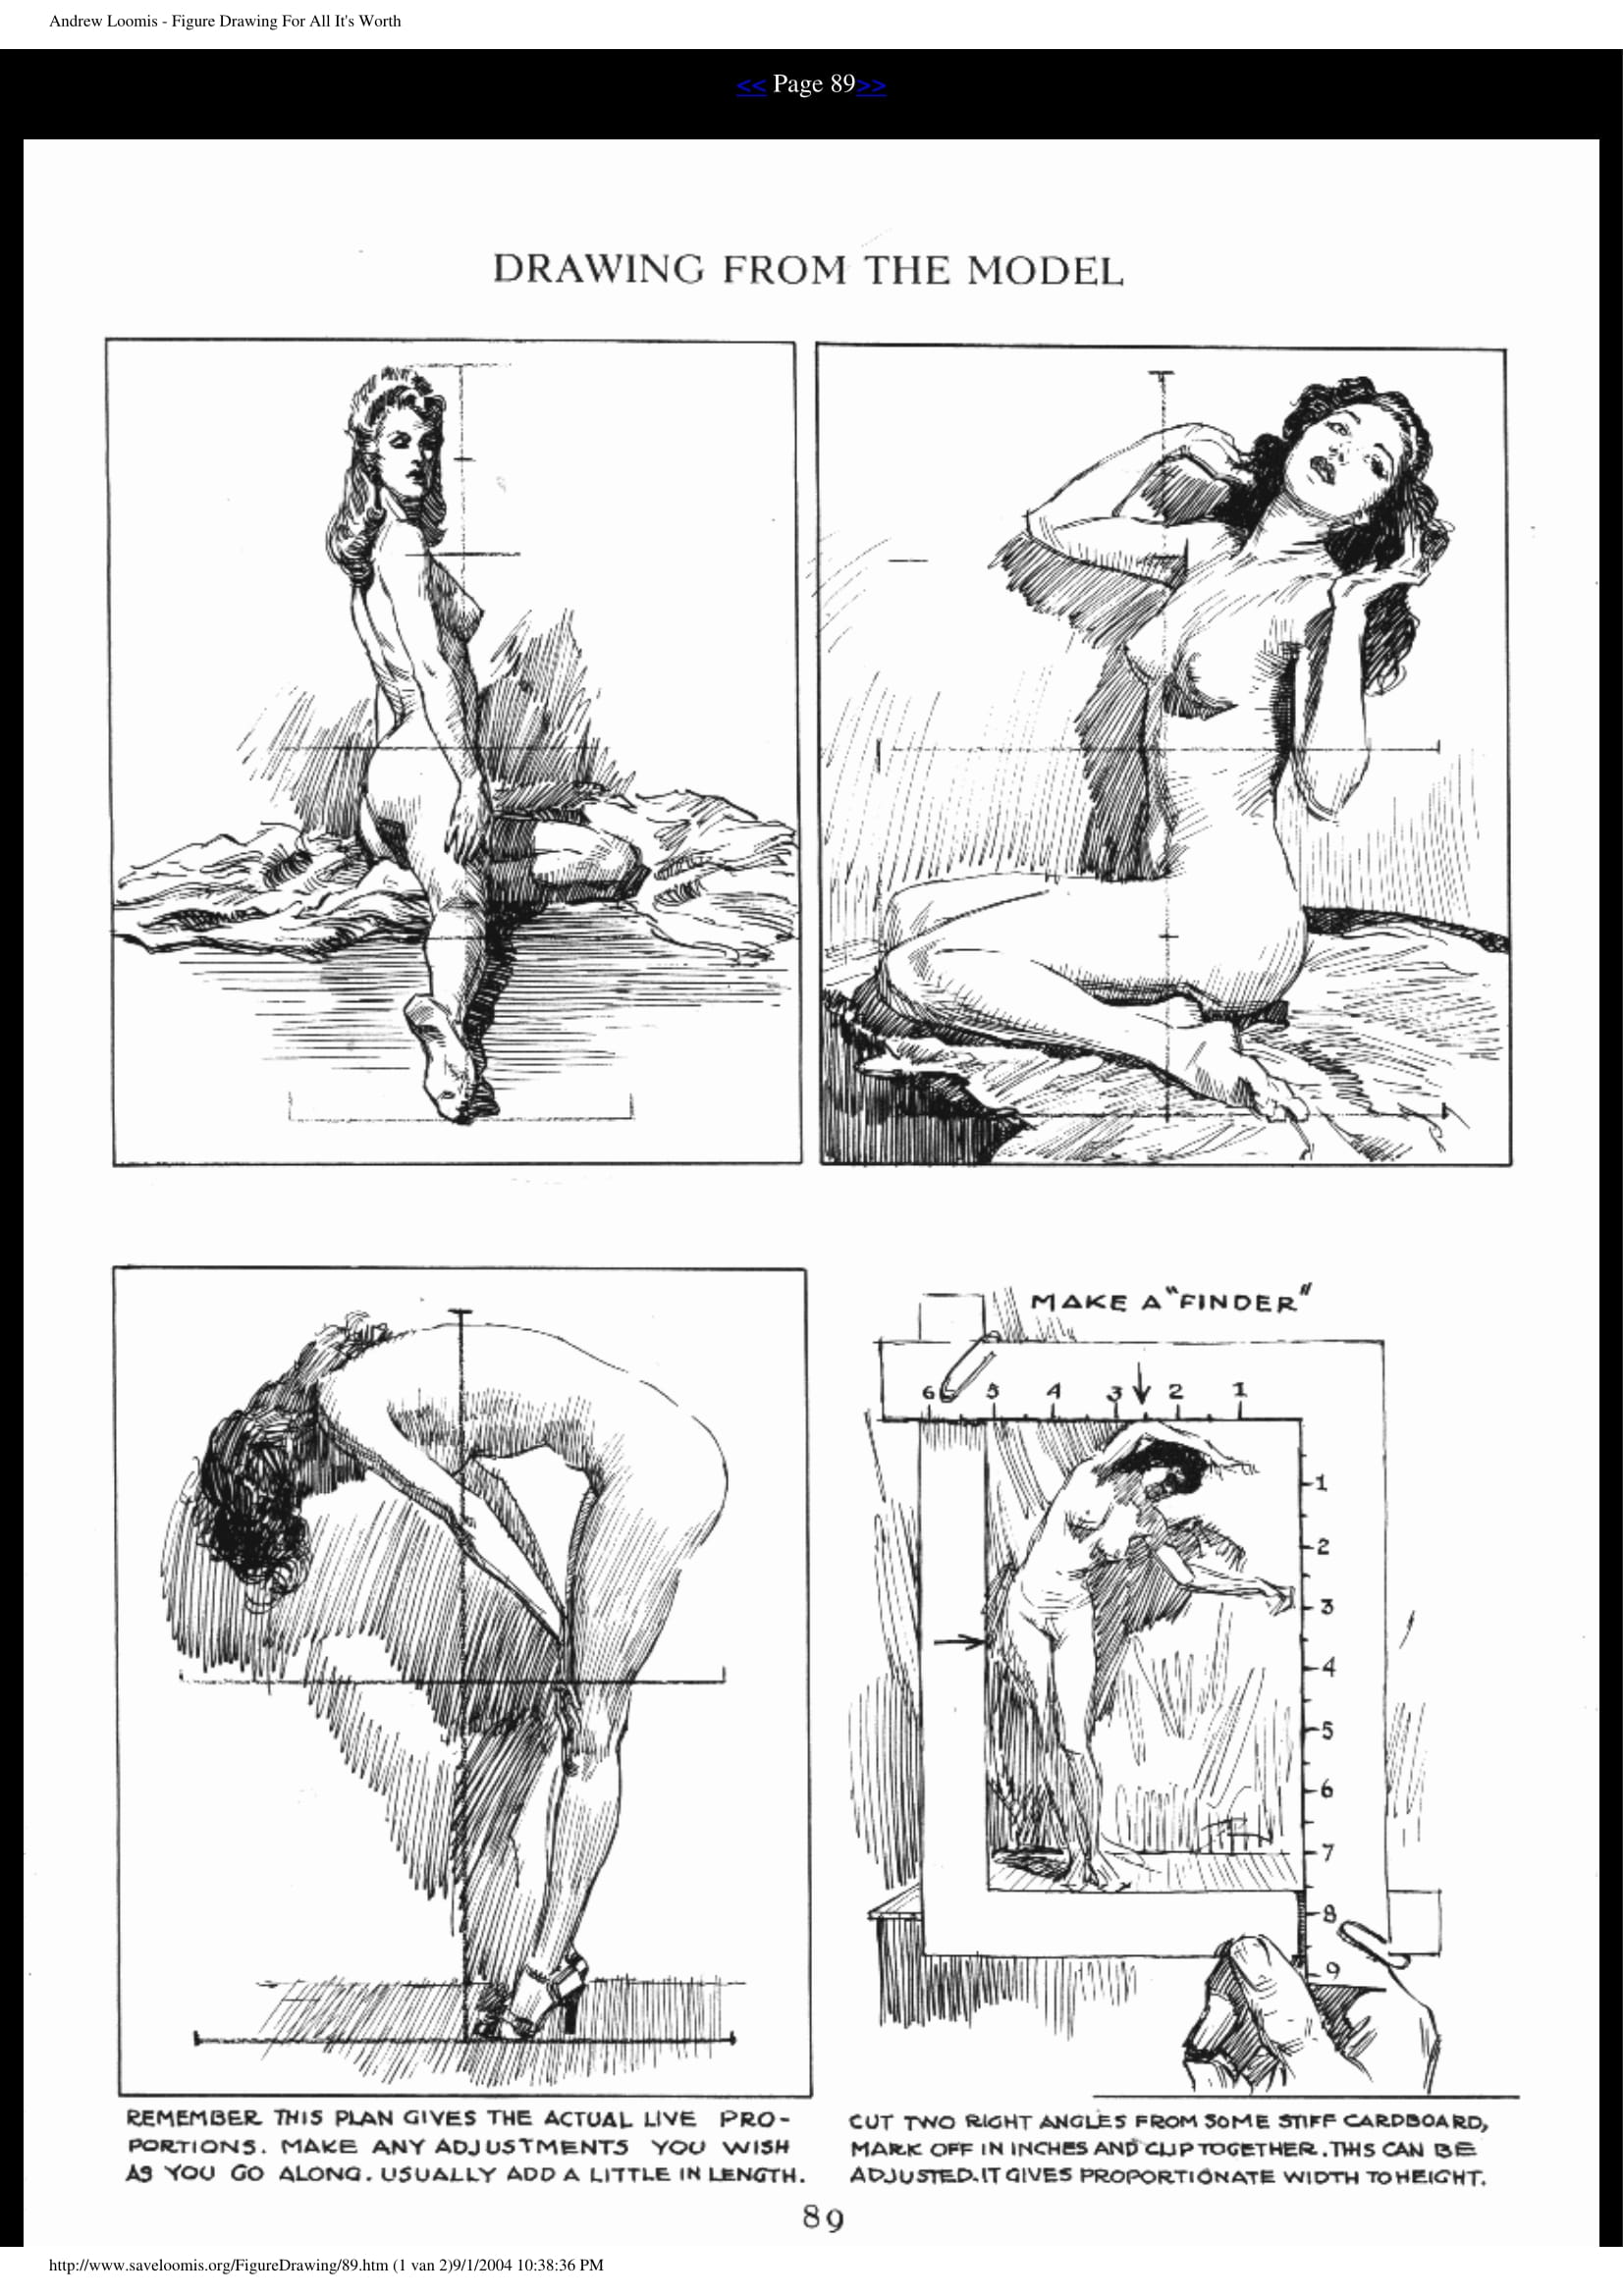 Andrew Loomis - Figure Drawing For All It's Worth
<< Page 89>>
DRAWING FROM THE MODEL
MAKE A "FINDER"
6 5 4 3 2 1
1
2
3
4
5
6
7
8
9
REMEMBER THIS PLAN GIVES THE ACTUAL LIVE PRO-
PORTIONS. MAKE ANY ADJUSTMENTS YOU WISH
AS YOU GO ALONG. USUALLY ADD A LITTLE IN LENGTH.
CUT TWO RIGHT ANGLES FROM SOME STIFF CARDBOARD,
MARK OFF IN INCHES AND CLIP TOGETHER. THIS CAN BE
ADJUSTED. IT GIVES PROPORTIONATE WIDTH TO HEIGHT.
89
http://www.saveloomis.org/FigureDrawing/89.htm (1 van 2)9/1/2004 10:38:36 PM